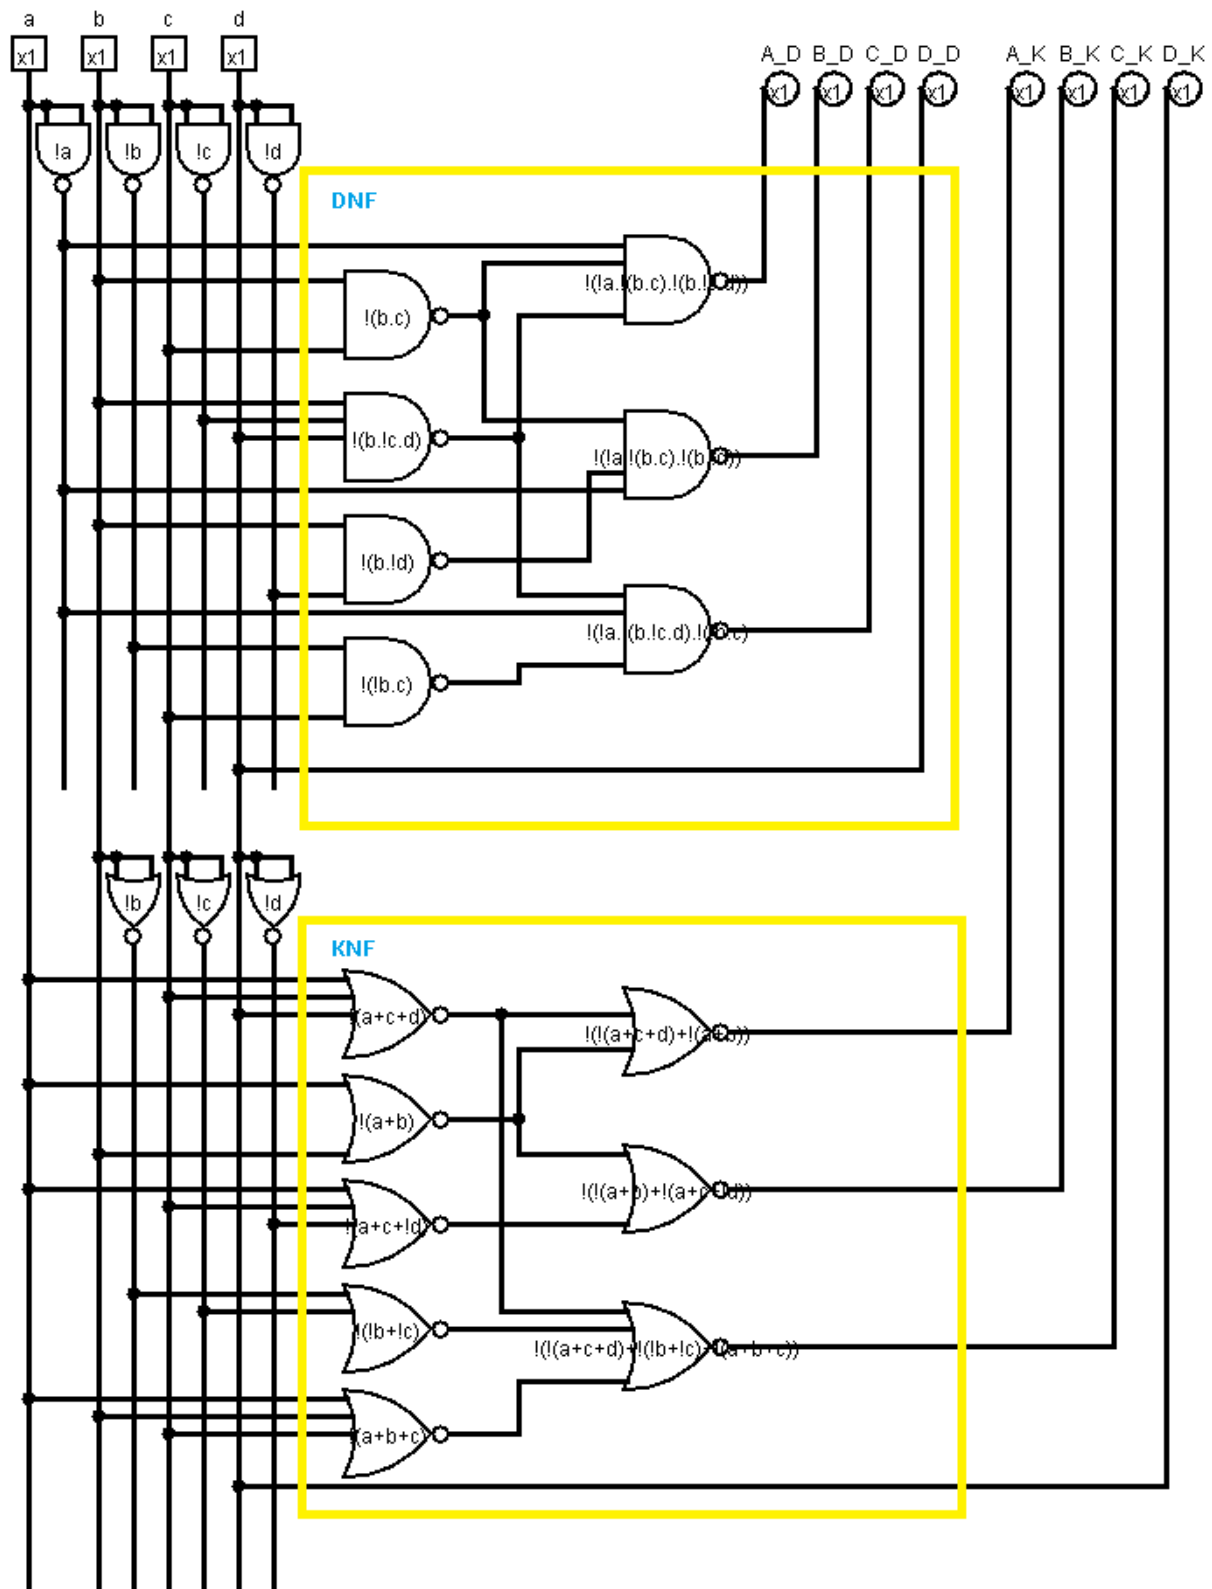 a b c d
A_D B_D C_D D_D A_K B_K C_K D_K
x1 x1 x1 x1
x1 x1 x1 x1 x1 x1 x1 x1
!a !b !c !d
DNF
!(b.c)
!(b.!c.d)
!(b.!d)
!(!b.c)
!b !c !d
KNF
(a+c+d)
!(!(a+c+d)+!(a+b))
!(a+b)
!(a+c+!d)
!(!b+!c)
(a+b+c)